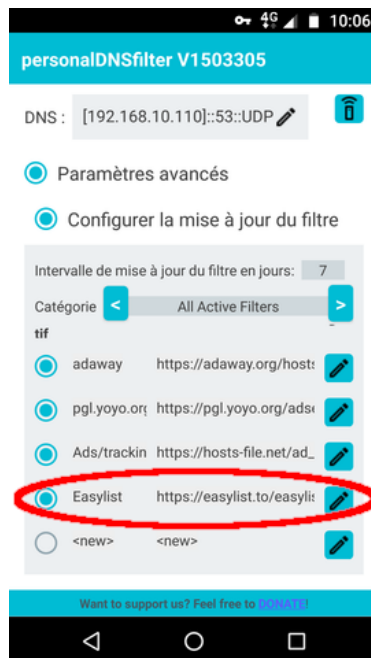 4G 10:06
personalDNSfilter V1503305
DNS : [192.168.10.110]::53::UDP
Paramètres avancés
Configurer la mise à jour du filtre
Intervalle de mise à jour du filtre en jours: 7
Catégorie < All Active Filters >
tif
adaway https://adaway.org/hosts
pgl.yoyo.org https://pgl.yoyo.org/adse
Ads/trackin https://hosts-file.net/ad_
Easylist https://easylist.to/easylis
<new> <new>
Want to support us? Feel free to DONATE!